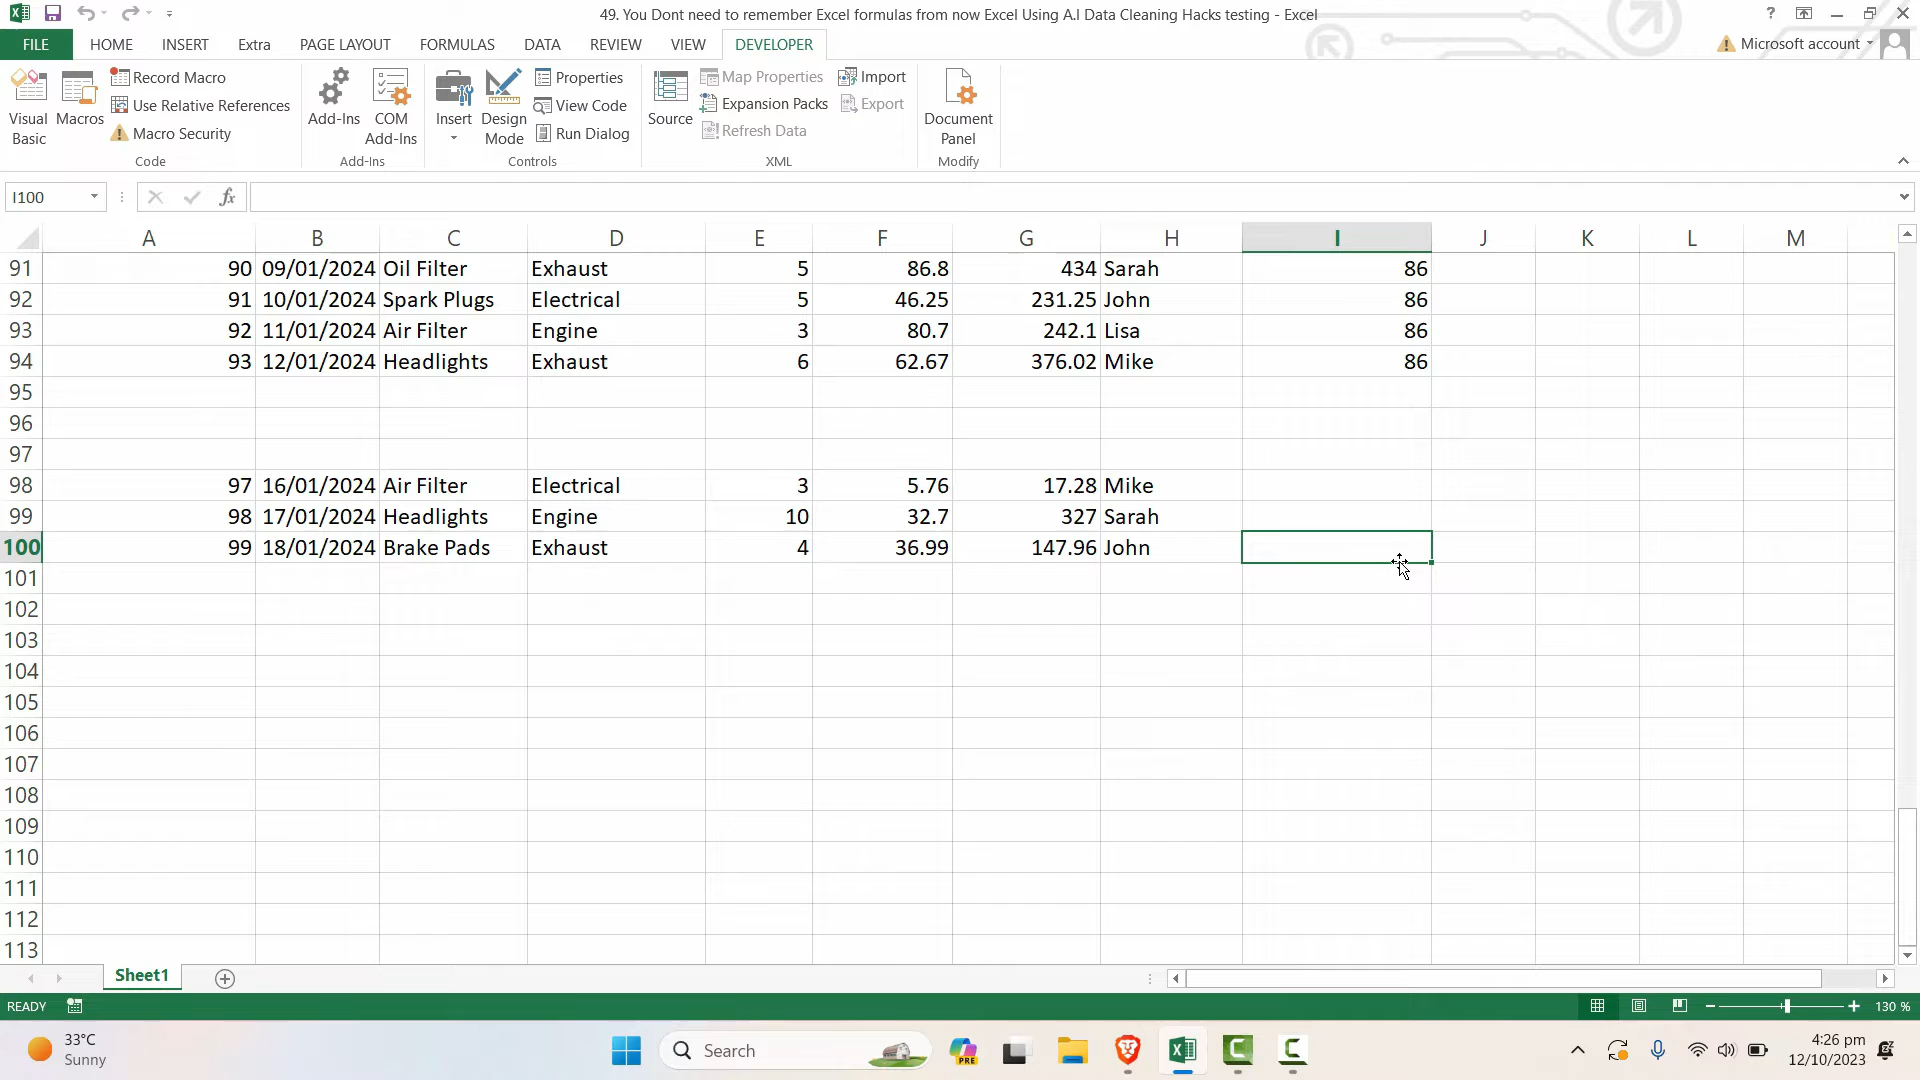 49. You Dont need to remember Excel formulas from now Excel Using A.I Data Cleaning Hacks testing - Excel
FILE HOME INSERT Extra PAGE LAYOUT FORMULAS DATA REVIEW VIEW DEVELOPER Microsoft account
Visual Basic
Macros
Record Macro
Use Relative References
Macro Security
Code
Add-Ins
COM Add-Ins
Add-Ins
Insert
Design Mode
Properties
View Code
Run Dialog
Controls
Source
Map Properties
Expansion Packs
Refresh Data
Import
Export
XML
Document Panel
Modify
I100 fx
A B C D E F G H I J K L M
91 90 09/01/2024 Oil Filter Exhaust 5 86.8 434 Sarah 86
92 91 10/01/2024 Spark Plugs Electrical 5 46.25 231.25 John 86
93 92 11/01/2024 Air Filter Engine 3 80.7 242.1 Lisa 86
94 93 12/01/2024 Headlights Exhaust 6 62.67 376.02 Mike 86
95
96
97
98 97 16/01/2024 Air Filter Electrical 3 5.76 17.28 Mike
99 98 17/01/2024 Headlights Engine 10 32.7 327 Sarah
100 99 18/01/2024 Brake Pads Exhaust 4 36.99 147.96 John
101
102
103
104
105
106
107
108
109
110
111
112
113
Sheet1
READY 130 %
33°C
Sunny
Search
PRE
4:26 pm
12/10/2023